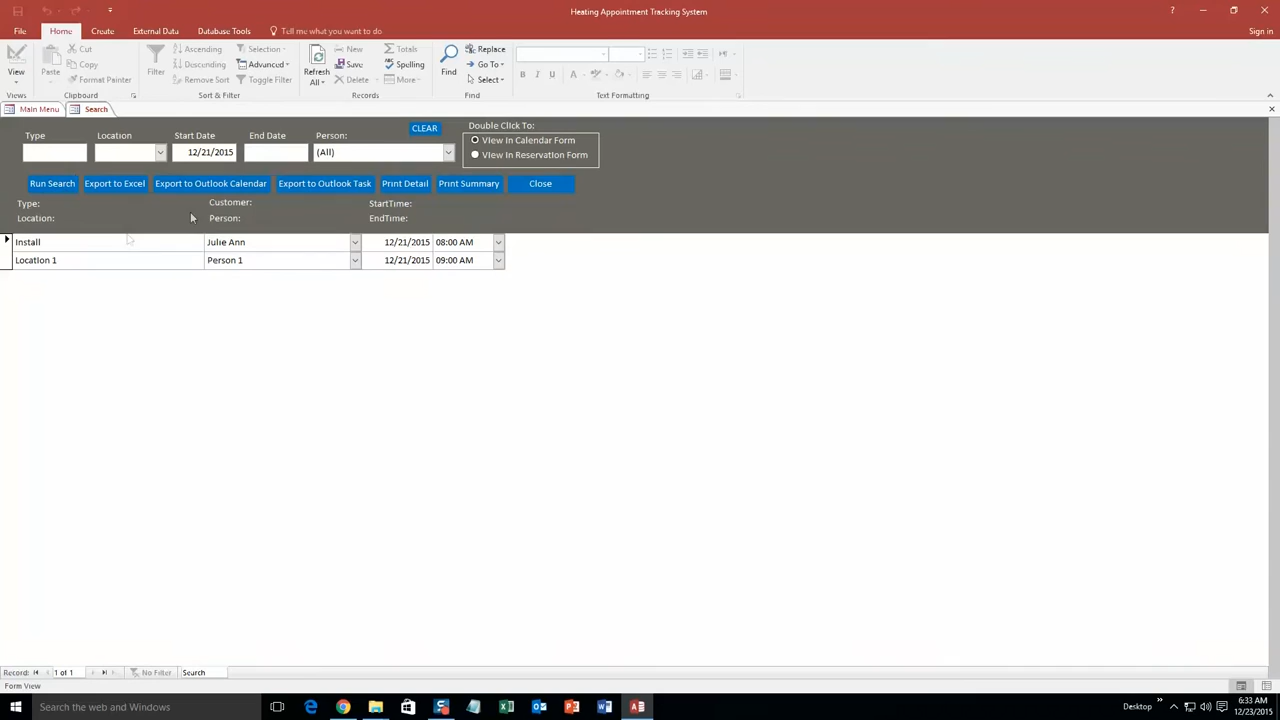 Heating Appointment Tracking System
?
File Home Create External Data Database Tools Tell me what you want to do Sign in
View
Views
Paste
Cut
Copy
Format Painter
Clipboard
Filter
Ascending
Descending
Remove Sort
Selection
Advanced
Toggle Filter
Sort & Filter
Refresh All
New
Save
Delete
Totals
Spelling
More
Records
Find
Replace
Go To
Select
Find
B I U A
Text Formatting
Main Menu Search
Type Location Start Date End Date Person: CLEAR Double Click To:
12/21/2015 (All)
View In Calendar Form
View In Reservation Form
Run Search Export to Excel Export to Outlook Calendar Export to Outlook Task Print Detail Print Summary Close
Type: Customer: StartTime:
Location: Person: EndTime:
Install Julie Ann 12/21/2015 08:00 AM
Location 1 Person 1 12/21/2015 09:00 AM
Record: 1 of 1 No Filter Search
Form View
Search the web and Windows
Desktop
6:33 AM
12/23/2015